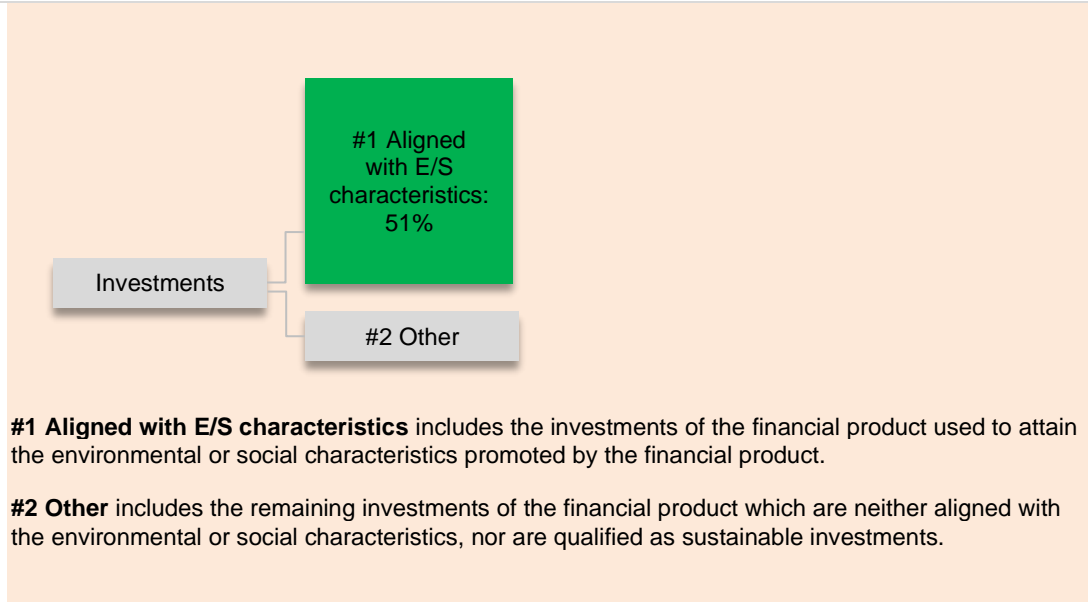 #1 Aligned
with E/S
characteristics:
51%
Investments
#2 Other
#1 Aligned with E/S characteristics includes the investments of the financial product used to attain
the environmental or social characteristics promoted by the financial product.
#2 Other includes the remaining investments of the financial product which are neither aligned with
the environmental or social characteristics, nor are qualified as sustainable investments.